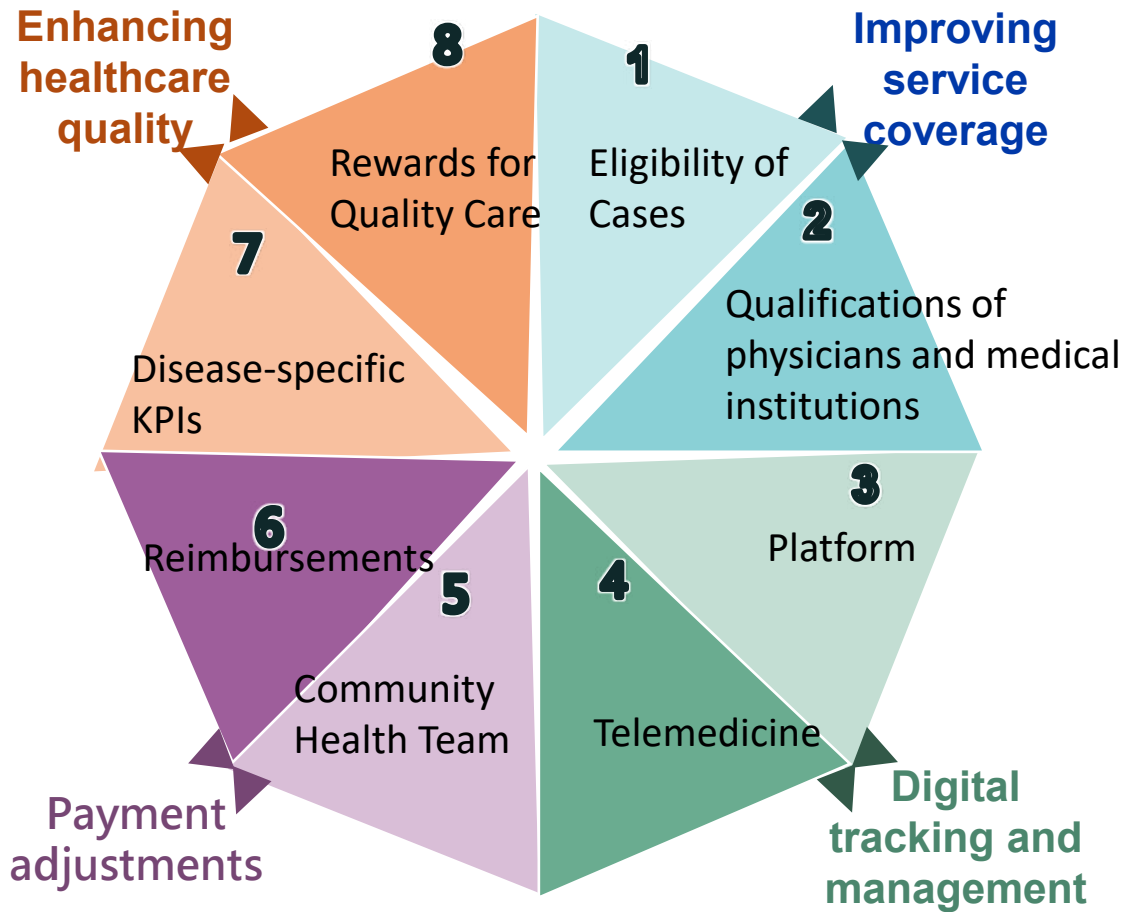 Enhancing
healthcare
quality
8
1
Improving
service
coverage
Rewards for
Quality Care
Eligibility of
Cases
7
2
Disease-specific
KPIs
Qualifications of
physicians and medical
institutions
6
Reimbursements
3
Platform
5
Community
Health Team
4
Telemedicine
Payment
adjustments
Digital
tracking and
management